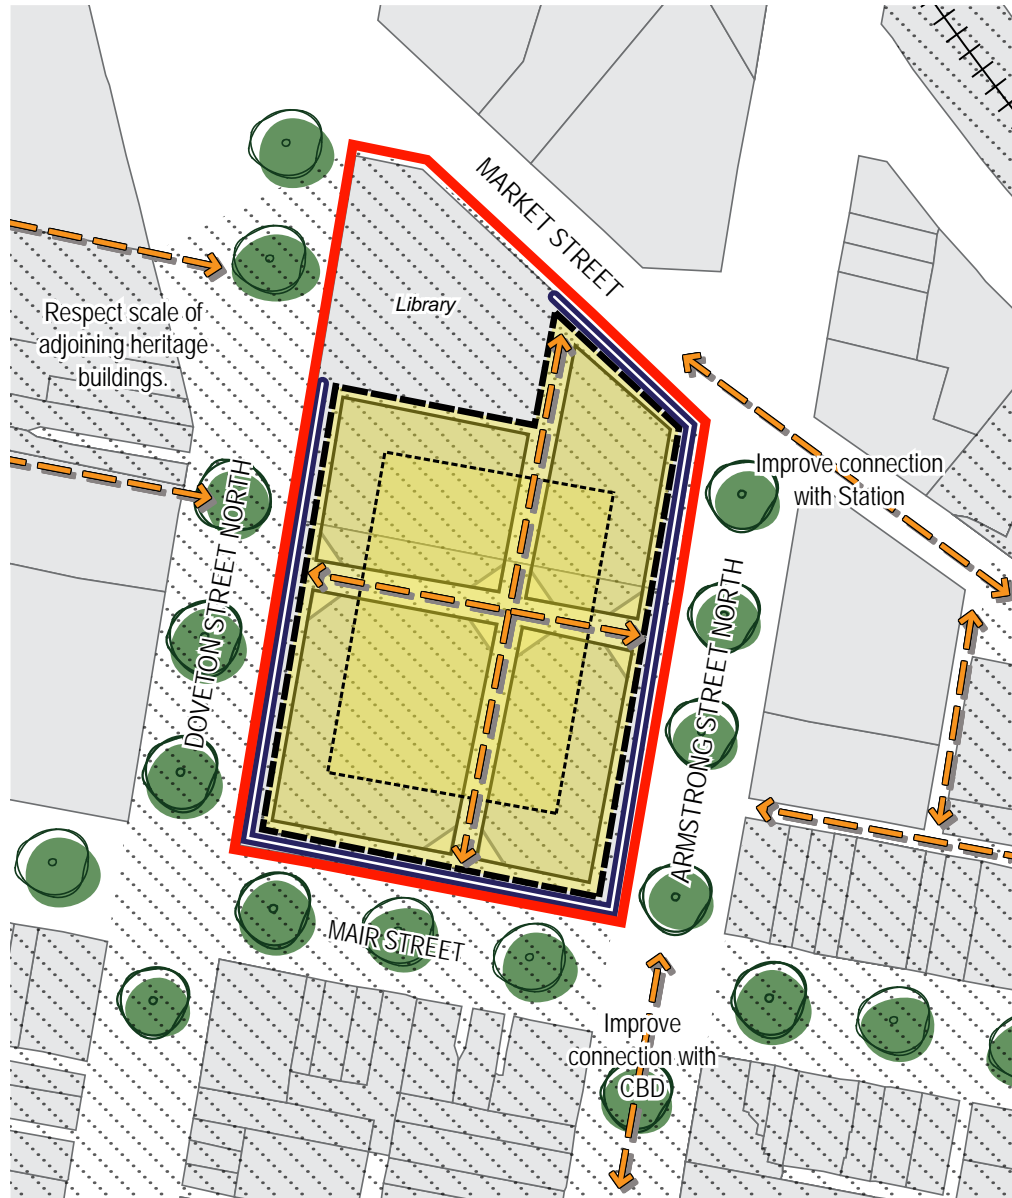 MARKET STREET
Library
Respect scale of
adjoining heritage
buildings.
Improve connection
with Station
DOVETON STREET NORTH
ARMSTRONG STREET NORTH
MAIR STREET
Improve
connection with
CBD